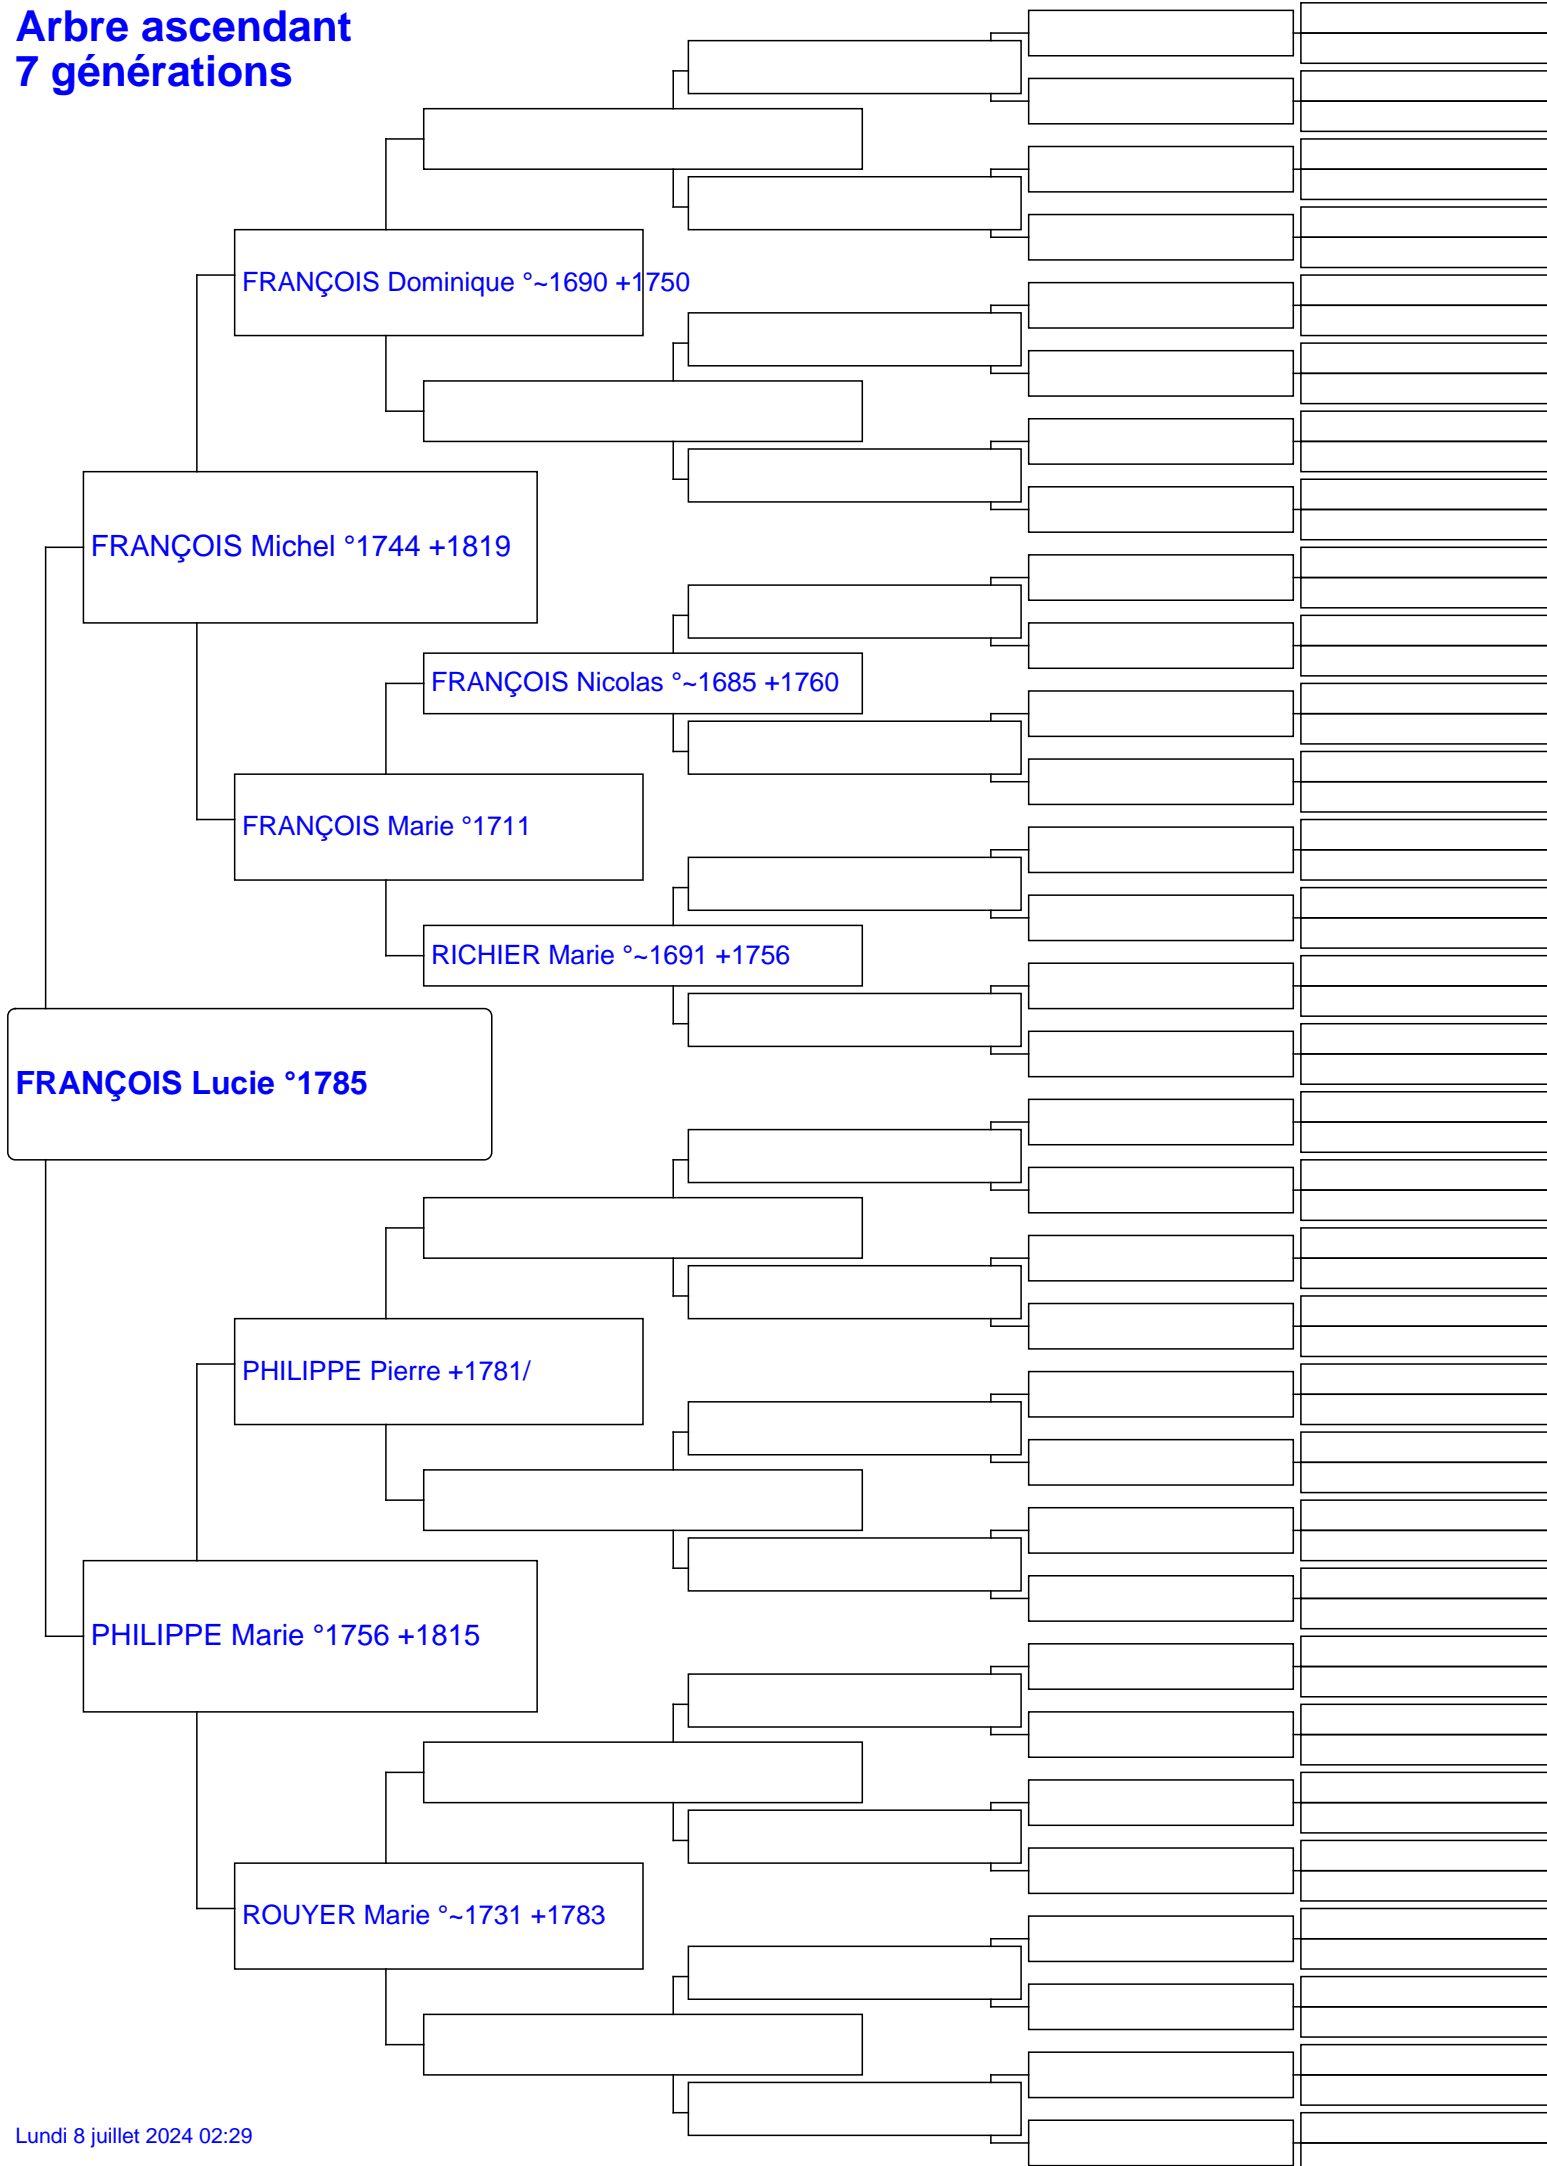 Arbre ascendant
7 générations
FRANÇOIS Dominique °~1690 +1750
FRANÇOIS Michel °1744 +1819
FRANÇOIS Nicolas °~1685 +1760
FRANÇOIS Marie °1711
RICHIER Marie °~1691 +1756
FRANÇOIS Lucie °1785
PHILIPPE Pierre +1781/
PHILIPPE Marie °1756 +1815
ROUYER Marie °~1731 +1783
Lundi 8 juillet 2024 02:29